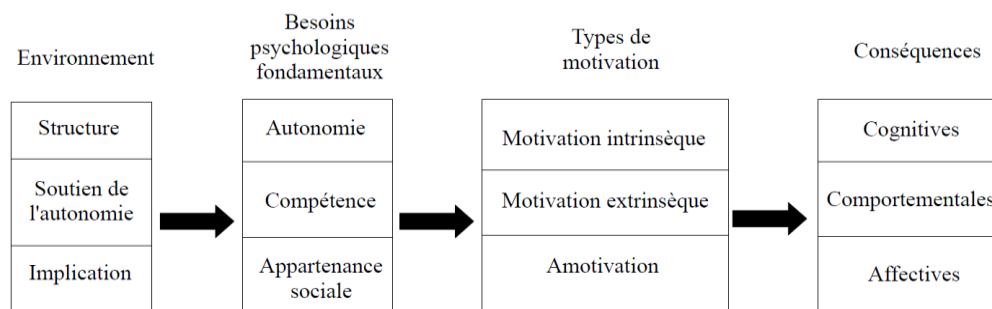 Environnement
Besoins
psychologiques
fondamentaux
Types de
motivation
Conséquences
Structure
Soutien de
l'autonomie
Implication
Autonomie
Compétence
Appartenance
sociale
Motivation intrinsèque
Motivation extrinsèque
Amotivation
Cognitives
Comportementales
Affectives